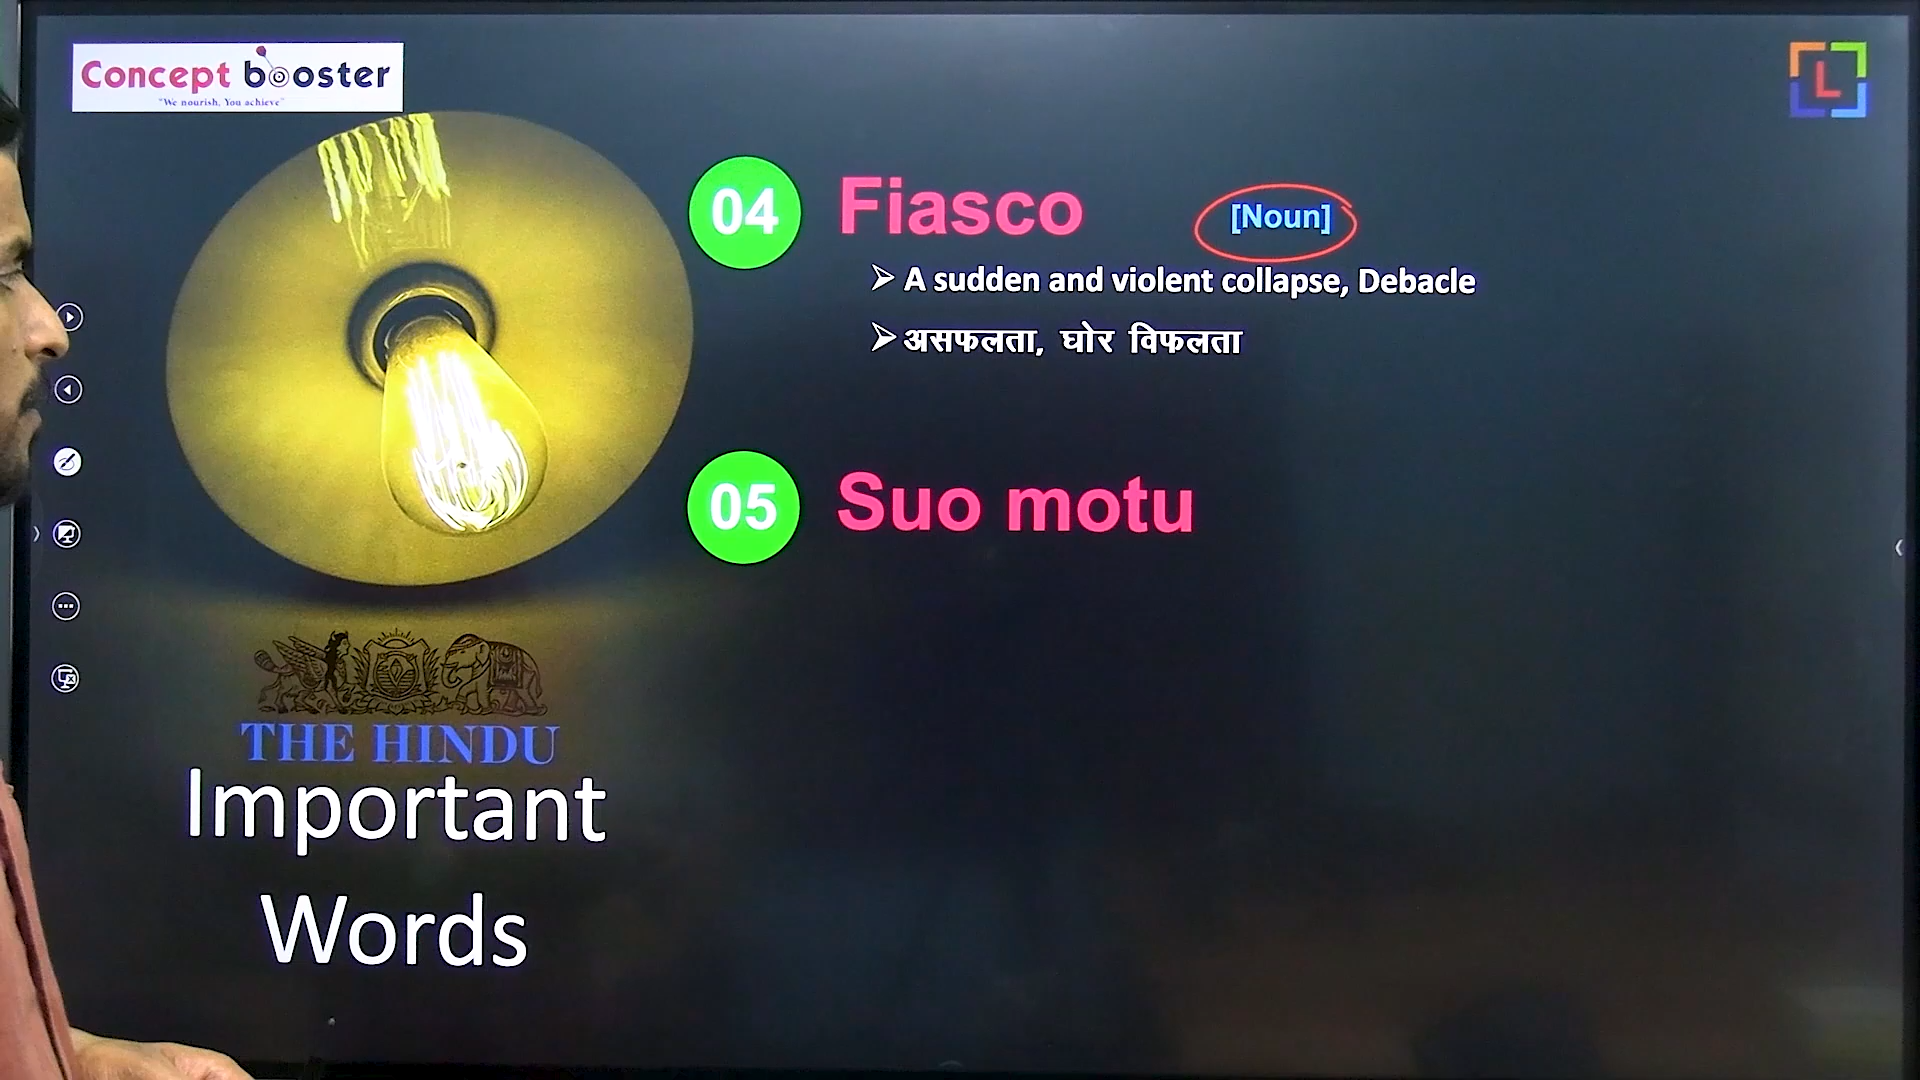 Concept booster
"We nourish, You achieve"
L
04 Fiasco [Noun]
➢ A sudden and violent collapse, Debacle
➢ असफलता, घोर विफलता
05 Suo motu
THE HINDU
Important
Words